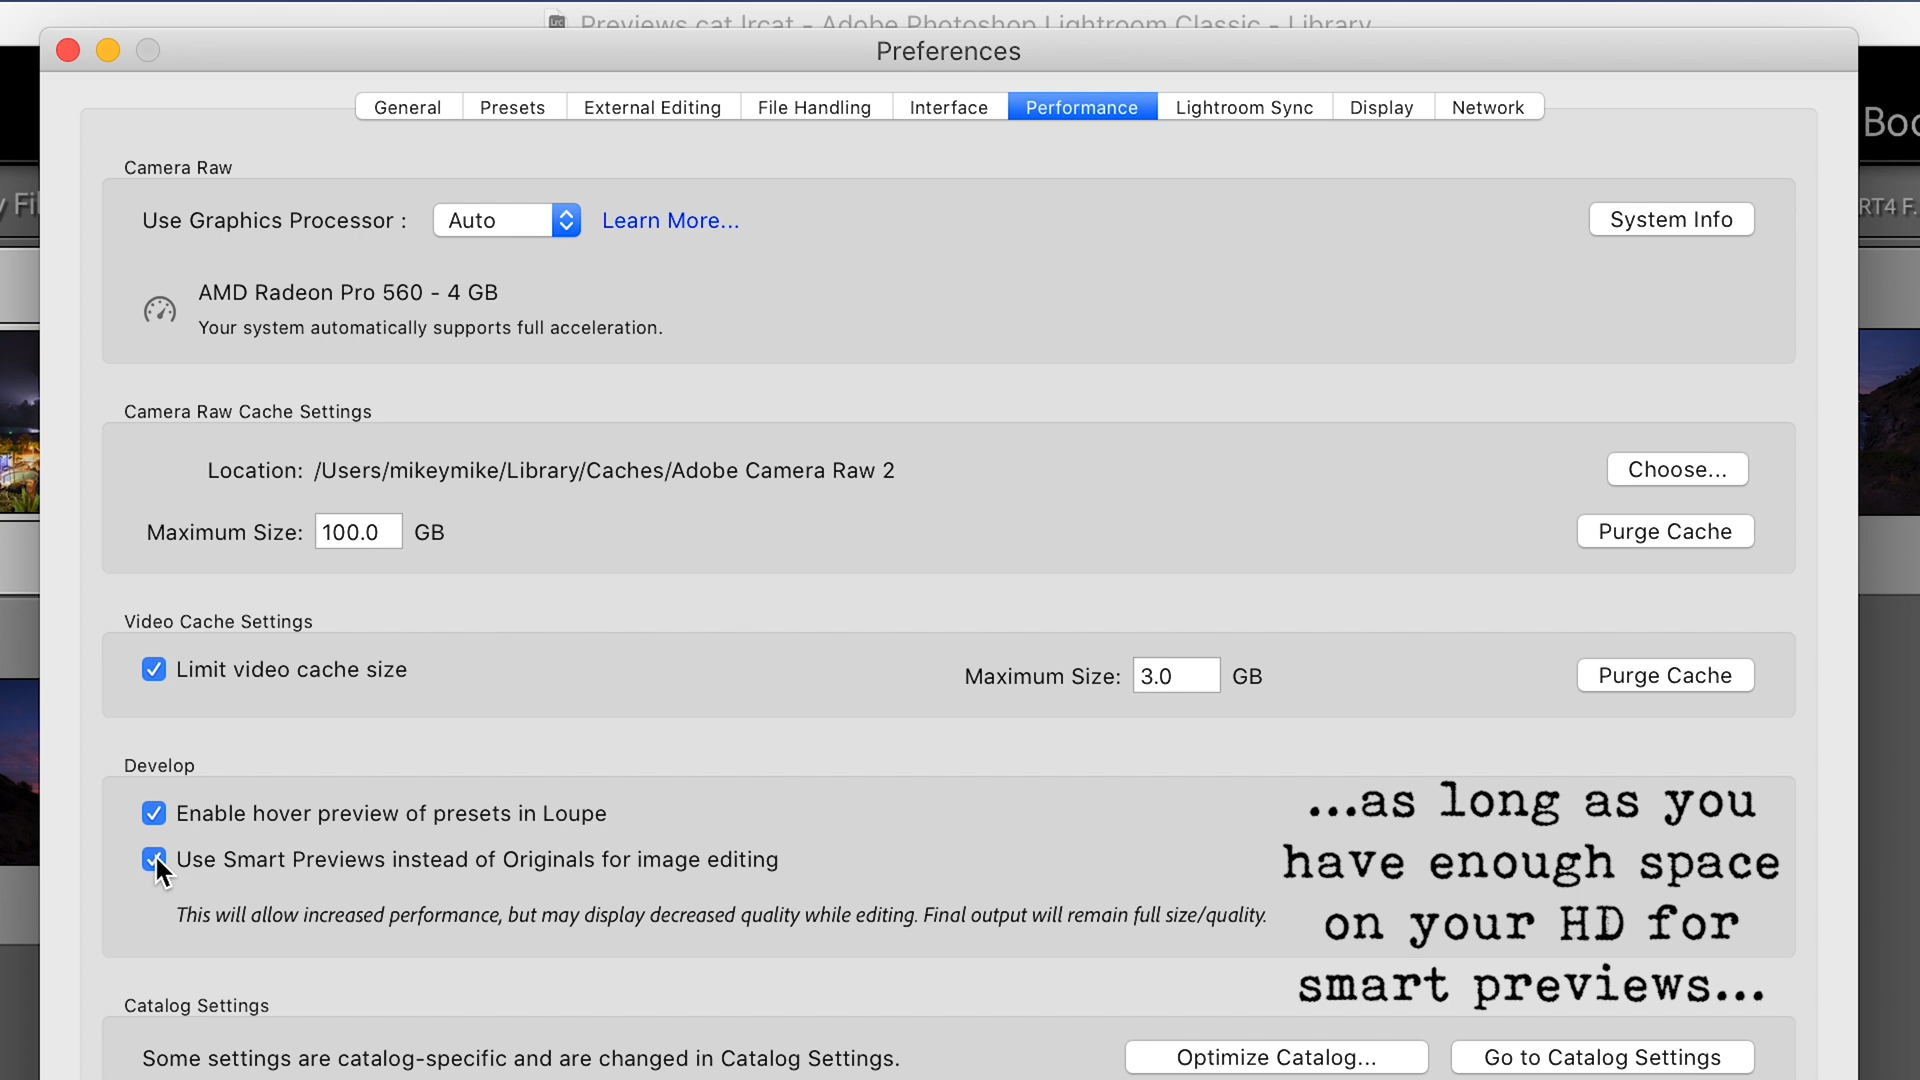 Previews cat lrcat - Adobe Photoshop Lightroom Classic - Library
Preferences
General Presets External Editing File Handling Interface Performance Lightroom Sync Display Network
Boo
Camera Raw
y Fil
Use Graphics Processor : Auto Learn More... System Info
RT4 F.
AMD Radeon Pro 560 - 4 GB
Your system automatically supports full acceleration.
Camera Raw Cache Settings
Location: /Users/mikeymike/Library/Caches/Adobe Camera Raw 2 Choose...
Maximum Size: 100.0 GB Purge Cache
Video Cache Settings
Limit video cache size Maximum Size: 3.0 GB Purge Cache
Develop
Enable hover preview of presets in Loupe
Use Smart Previews instead of Originals for image editing
This will allow increased performance, but may display decreased quality while editing. Final output will remain full size/quality.
...as long as you
have enough space
on your HD for
smart previews...
Catalog Settings
Some settings are catalog-specific and are changed in Catalog Settings. Optimize Catalog... Go to Catalog Settings